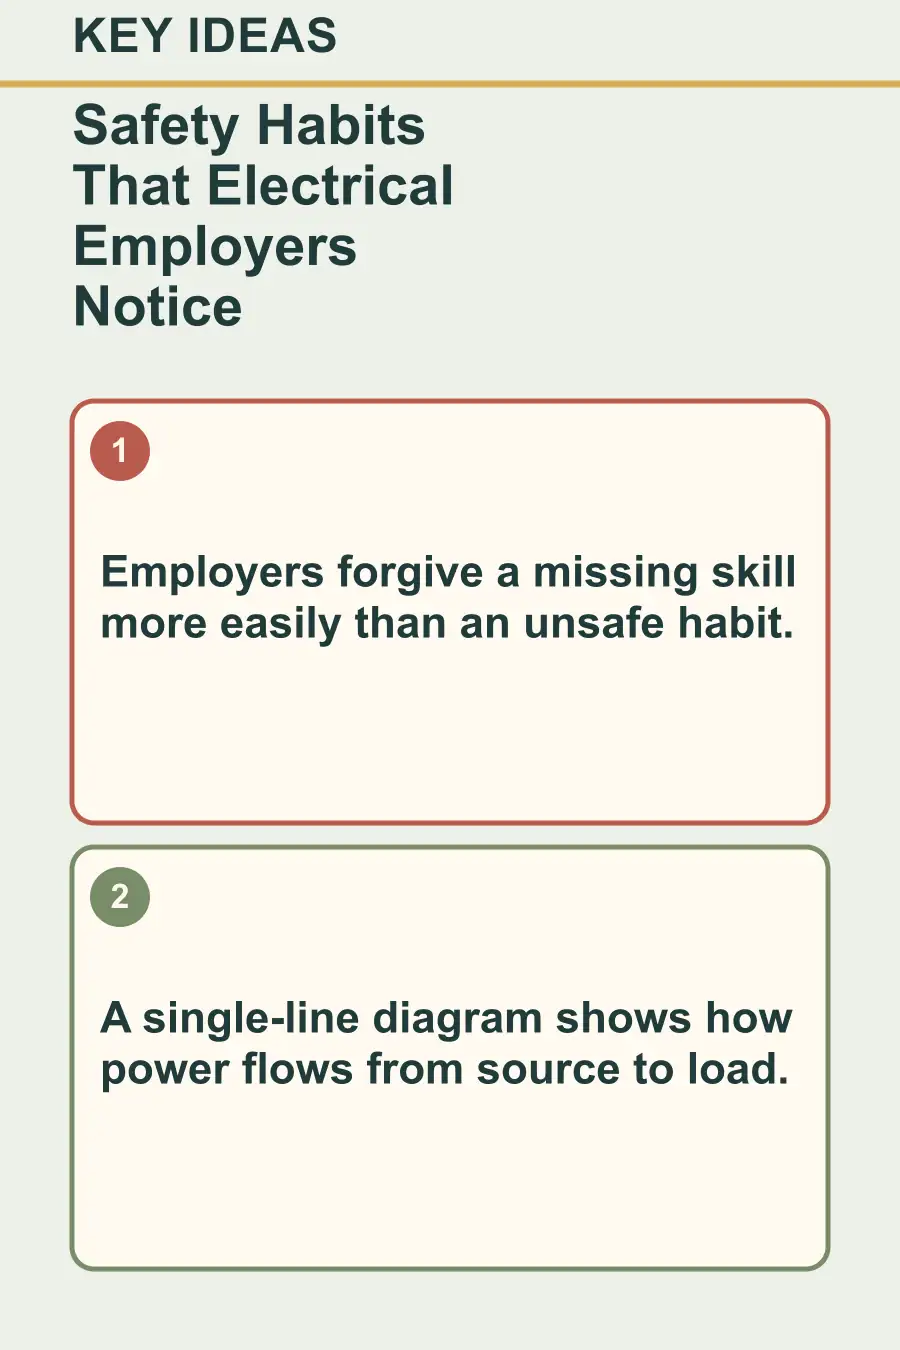 KEY IDEAS
Safety Habits
That Electrical
Employers
Notice
1
Employers forgive a missing skill
more easily than an unsafe habit.
2
A single-line diagram shows how
power flows from source to load.